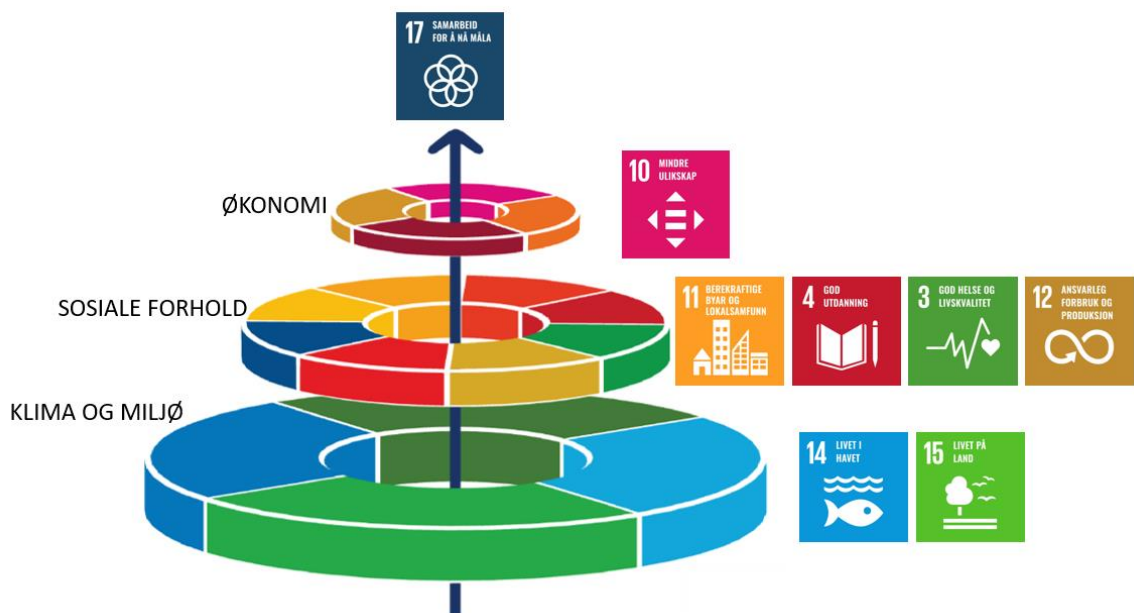 17 SAMARBEID
FOR Å NÅ MÅLA
ØKONOMI
10 MINDRE
ULIKSKAP
SOSIALE FORHOLD
11 BEREKRAFTIGE
BYAR OG
LOKALSAMFUNN
4 GOD
UTDANNING
3 GOD HELSE OG
LIVSKVALITET
12 ANSVARLEG
FORBRUK OG
PRODUKSJON
KLIMA OG MILJØ
14 LIVET I
HAVET
15 LIVET PÅ
LAND